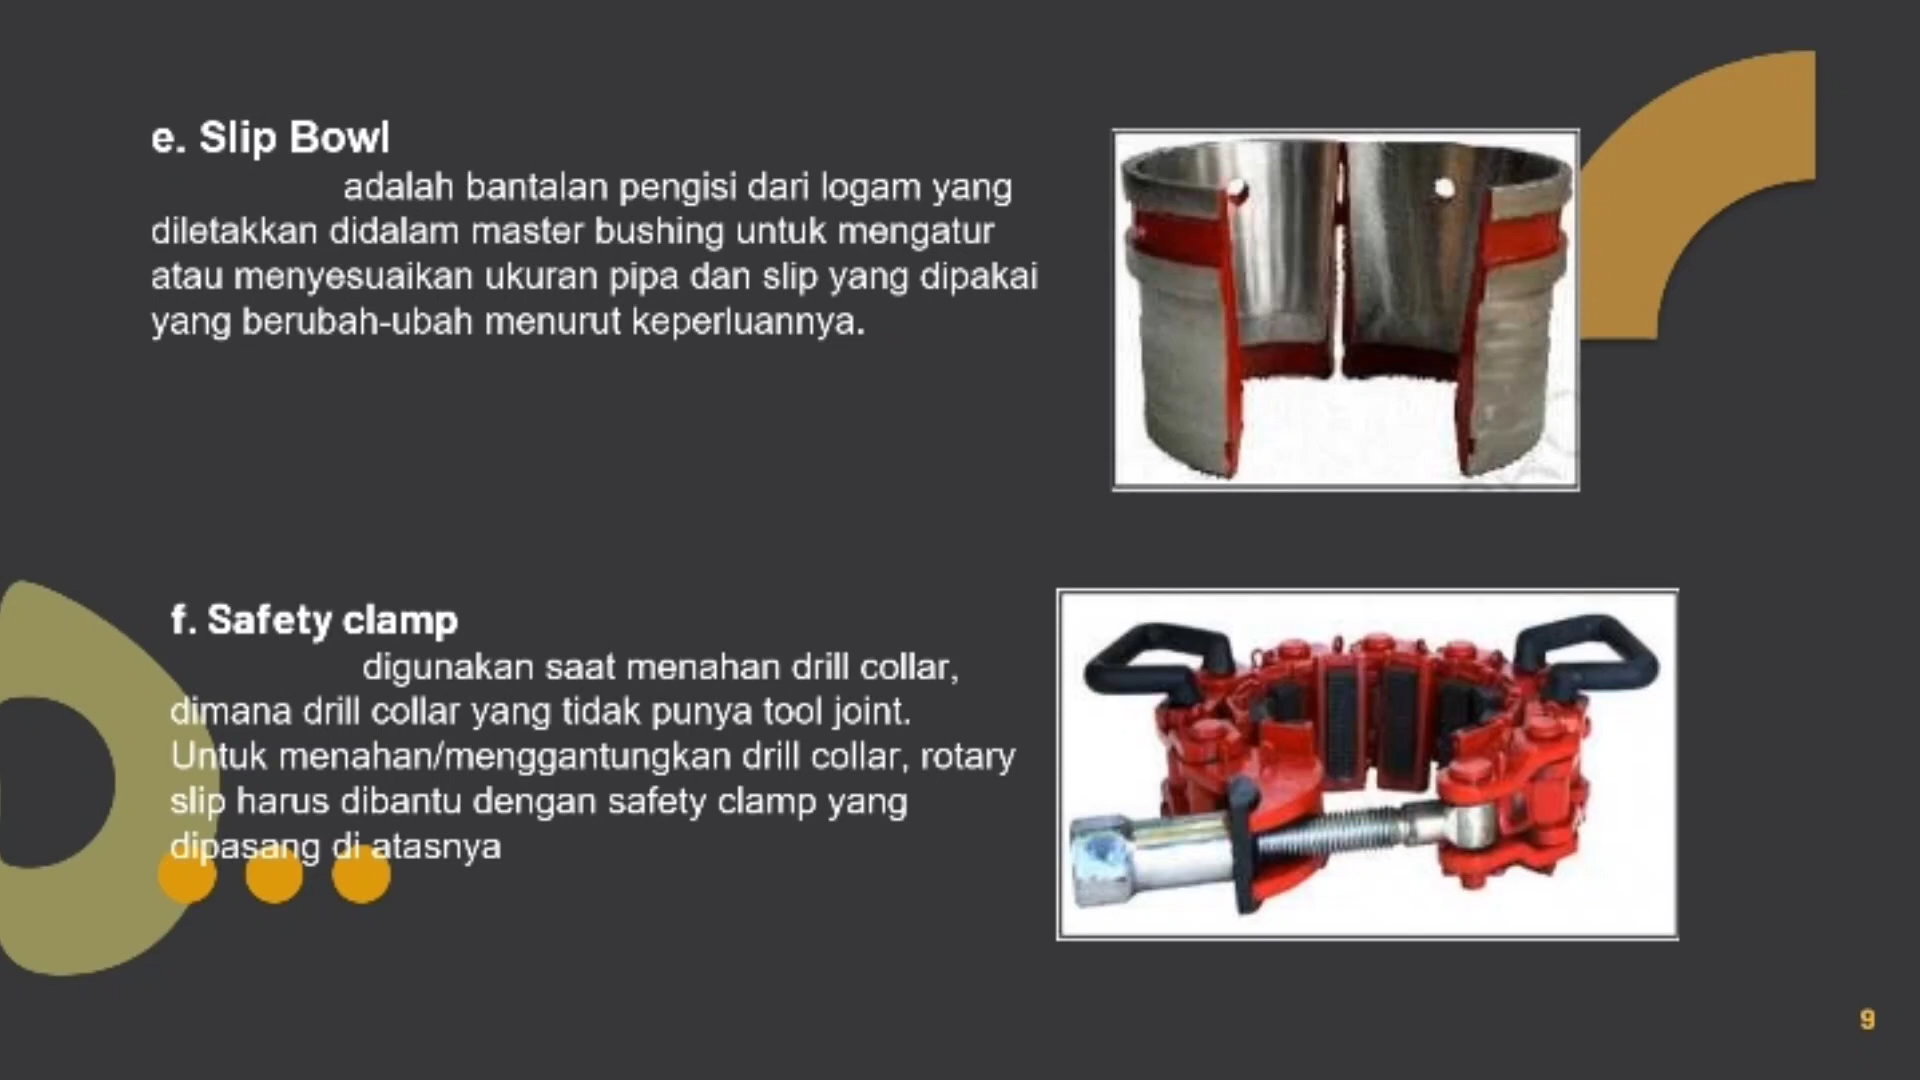 e. Slip Bowl
adalah bantalan pengisi dari logam yang
diletakkan didalam master bushing untuk mengatur
atau menyesuaikan ukuran pipa dan slip yang dipakai
yang berubah-ubah menurut keperluannya.
f. Safety clamp
digunakan saat menahan drill collar,
dimana drill collar yang tidak punya tool joint.
Untuk menahan/menggantungkan drill collar, rotary
slip harus dibantu dengan safety clamp yang
dipasang di atasnya
9